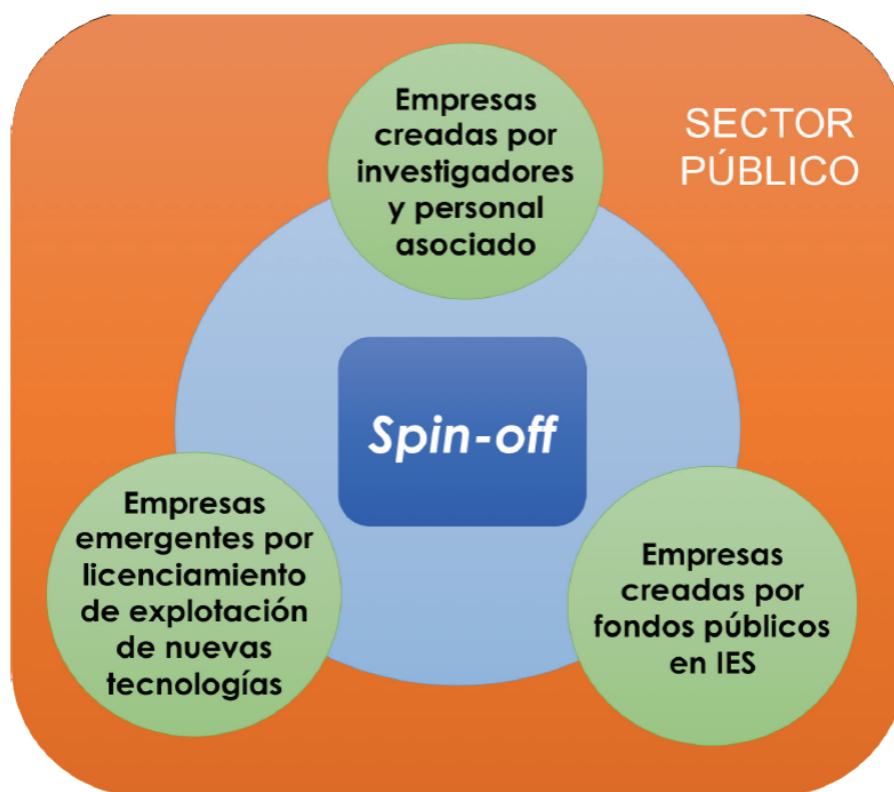 Empresas
creadas por
investigadores
y personal
asociado
SECTOR
PÚBLICO
Spin-off
Empresas
emergentes por
licenciamiento
de explotación
de nuevas
tecnologías
Empresas
creadas por
fondos públicos
en IES